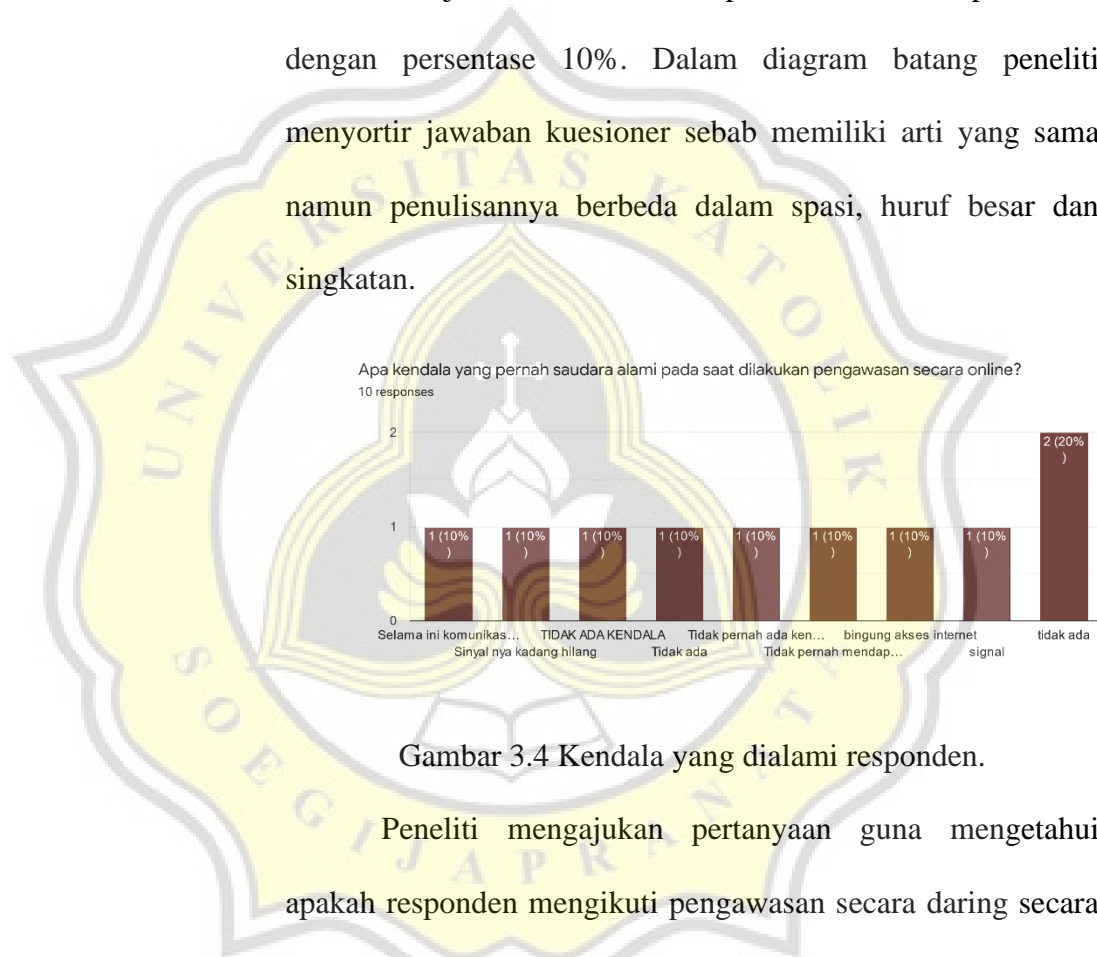 dengan persentase 10%. Dalam diagram batang peneliti
menyortir jawaban kuesioner sebab memiliki arti yang sama
namun penulisannya berbeda dalam spasi, huruf besar dan
singkatan.
UNIVERSITAS KATOLIK
SOEGIJAPRANATA
Apa kendala yang pernah saudara alami pada saat dilakukan pengawasan secara online?
10 responses
2
1
0
1 (10%
)
1 (10%
)
1 (10%
)
1 (10%
)
1 (10%
)
1 (10%
)
1 (10%
)
1 (10%
)
2 (20%
)
Selama ini komunikas...
Sinyal nya kadang hilang
TIDAK ADA KENDALA
Tidak ada
Tidak pernah ada ken...
Tidak pernah mendap...
bingung akses internet
signal
tidak ada
Gambar 3.4 Kendala yang dialami responden.
Peneliti mengajukan pertanyaan guna mengetahui
apakah responden mengikuti pengawasan secara daring secara